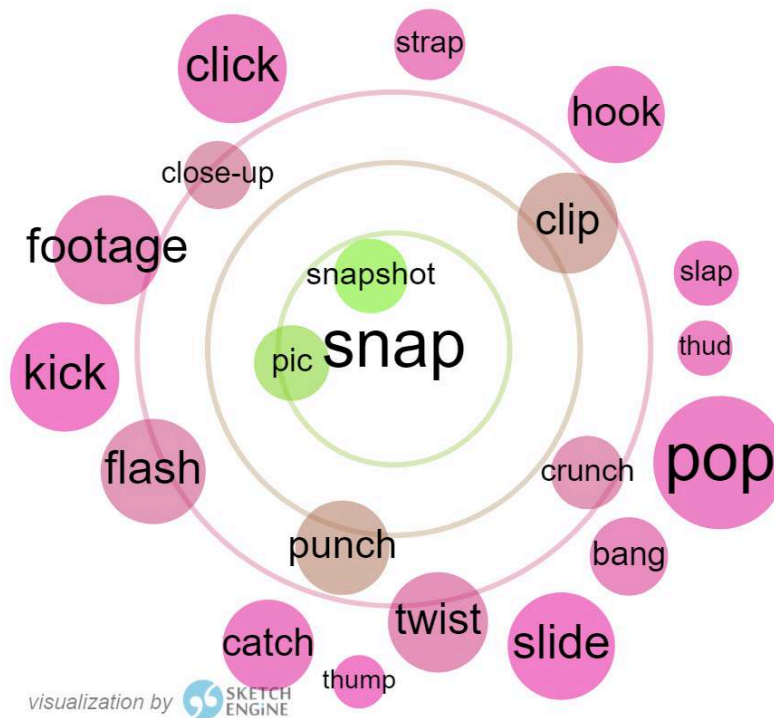 click
strap
hook
close-up
clip
footage
snapshot
slap
snap
pic
thud
kick
pop
flash
crunch
punch
bang
twist
catch
slide
thump
visualization by SKETCH ENGINE